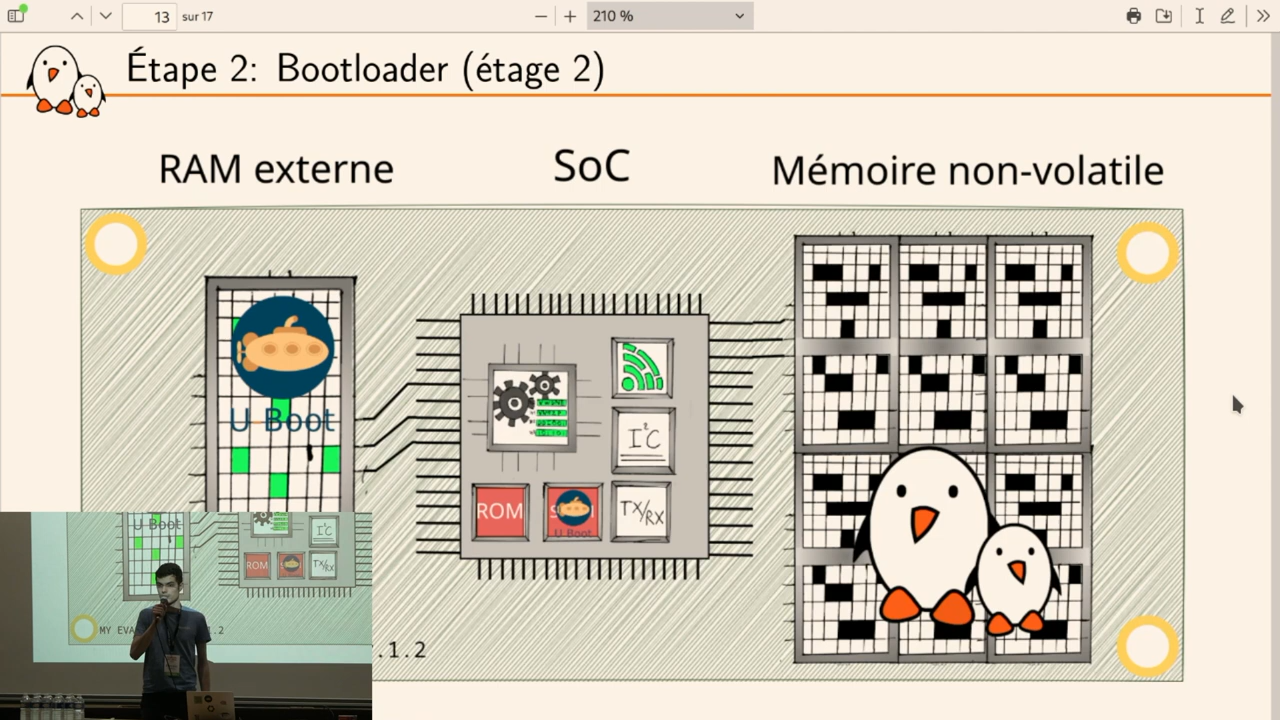 13
sur 17
210 %
Étape 2: Bootloader (étage 2)
RAM externe
SoC
Mémoire non-volatile
U Boot
I²C
ROM
U Boot
TX/RX
.1.2
U Boot
I²C
ROM
TX/RX
MY EVA
.2